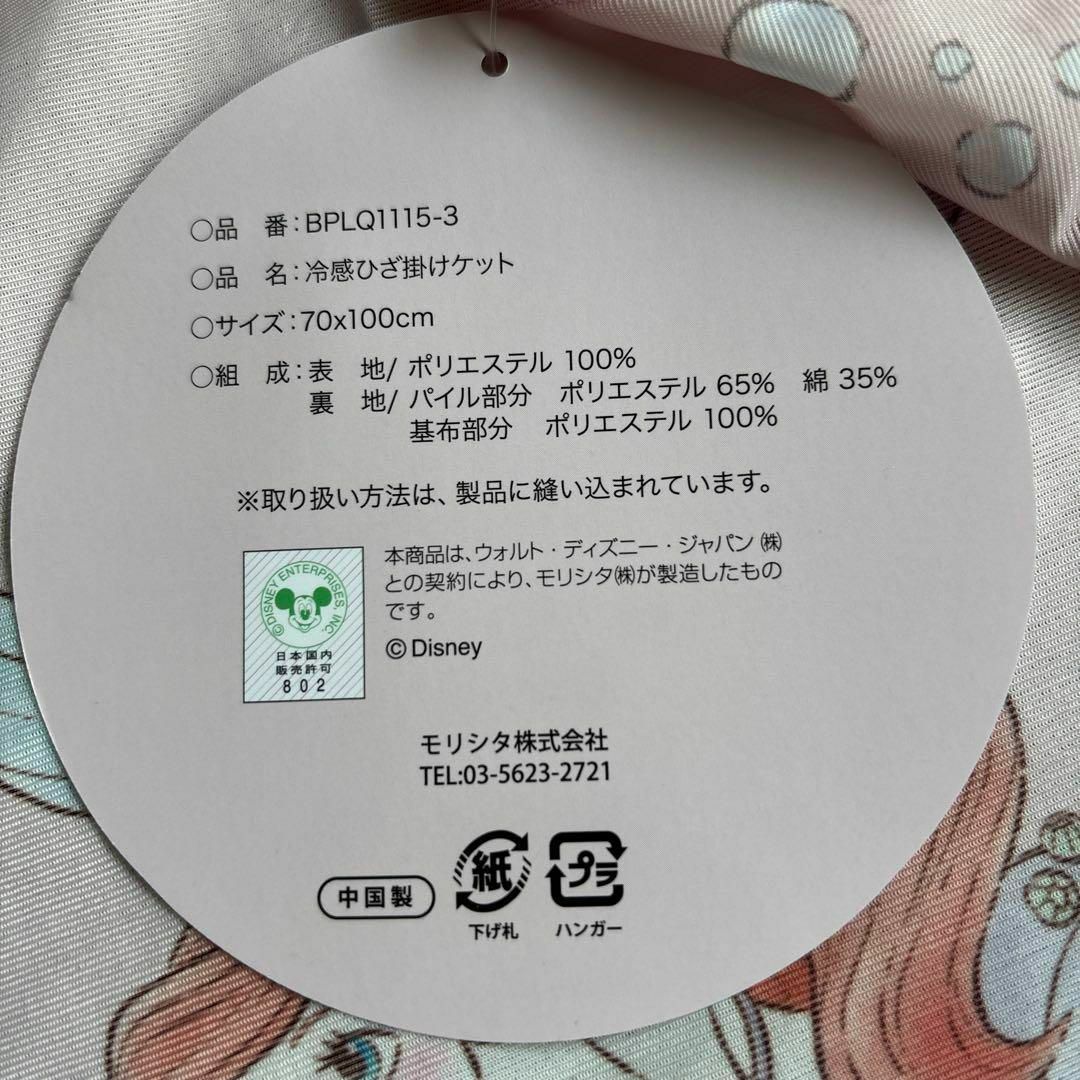 ○品　番：BPLQ1115-3
○品　名：冷感ひざ掛けケット
○サイズ：70x100cm
○組　成：表　地/ ポリエステル 100%
裏　地/ パイル部分　ポリエステル 65%　綿 35%
基布部分　ポリエステル 100%
※取り扱い方法は、製品に縫い込まれています。
本商品は、ウォルト・ディズニー・ジャパン㈱
との契約により、モリシタ㈱が製造したもの
です。
©Disney
©DISNEY ENTERPRISES, INC.
日本国内
販売許可
802
モリシタ株式会社
TEL:03-5623-2721
中国製
紙
下げ札
プラ
ハンガー